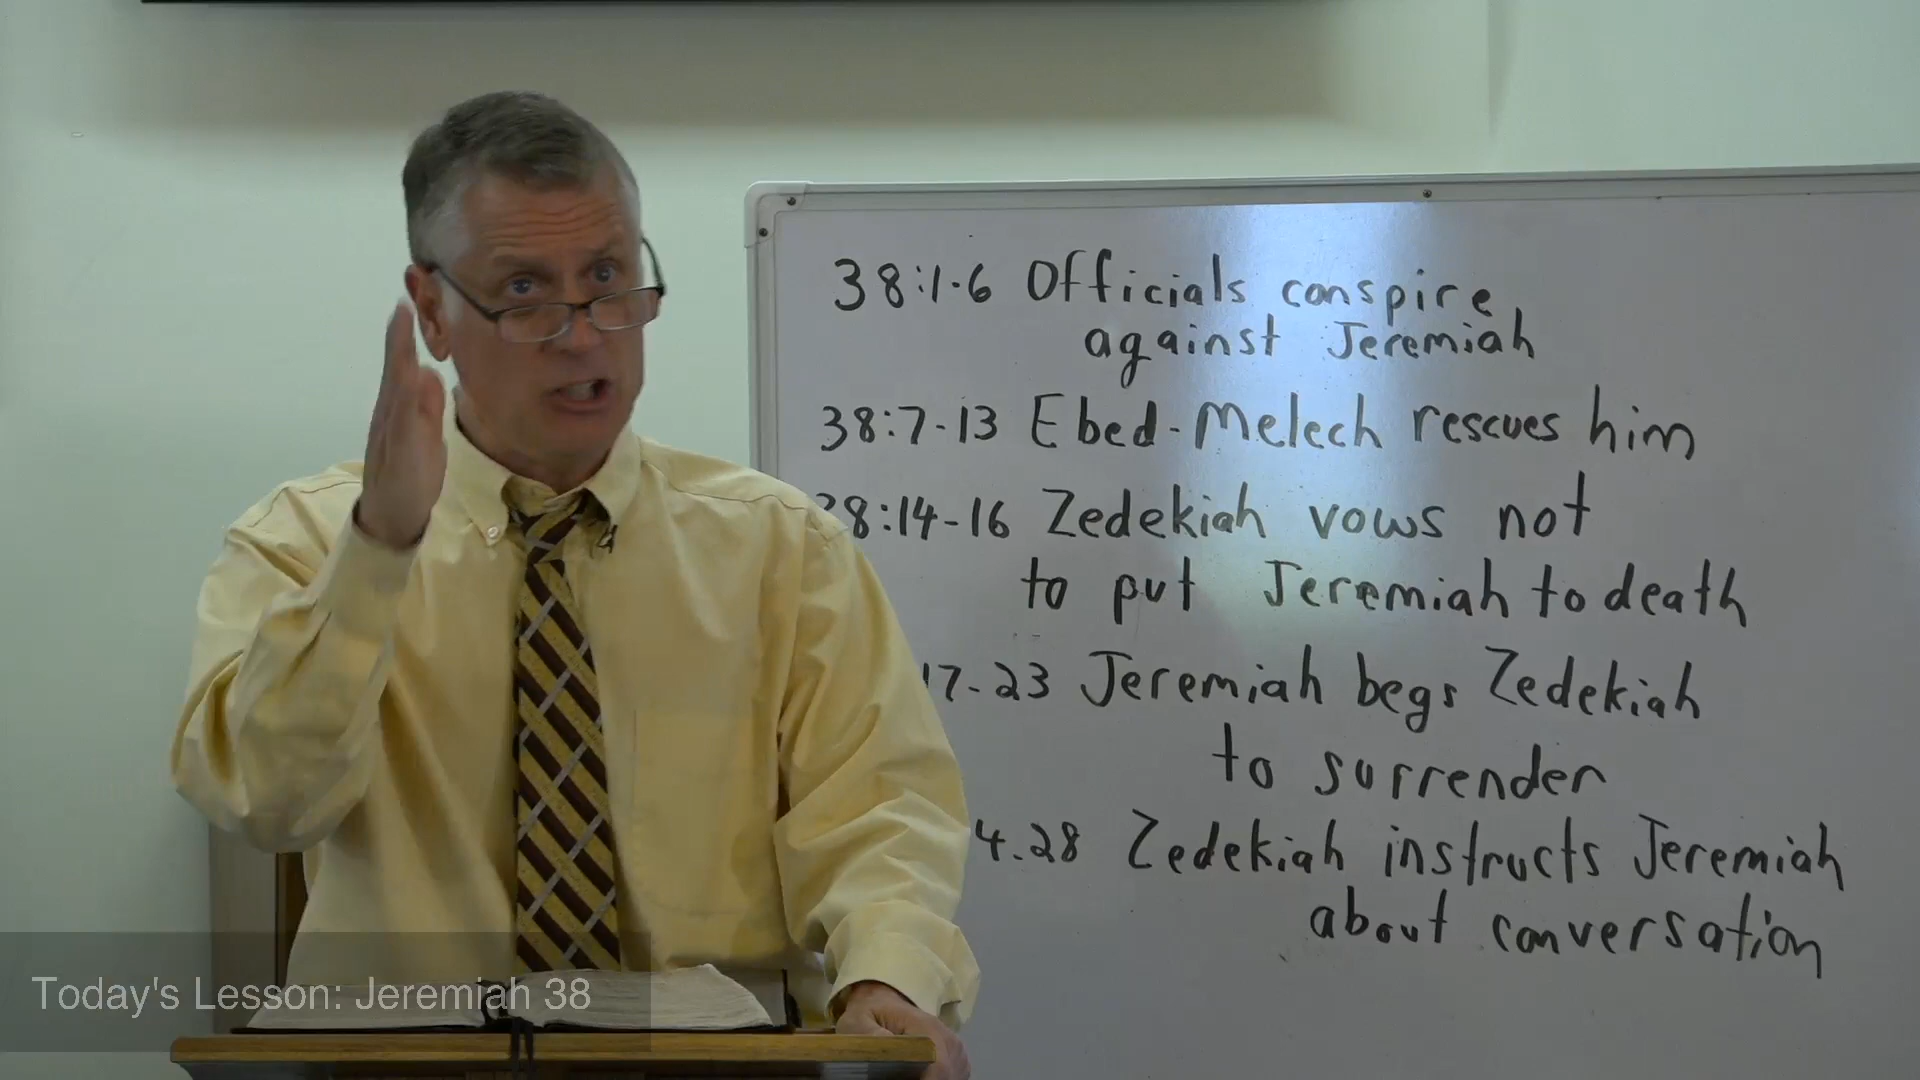 38:1-6 Officials conspire
against Jeremiah
38:7-13 Ebed-Melech rescues him
38:14-16 Zedekiah vows not
to put Jeremiah to death
17-23 Jeremiah begs Zedekiah
to surrender
4-28 Zedekiah instructs Jeremiah
about conversation
Today's Lesson: Jeremiah 38